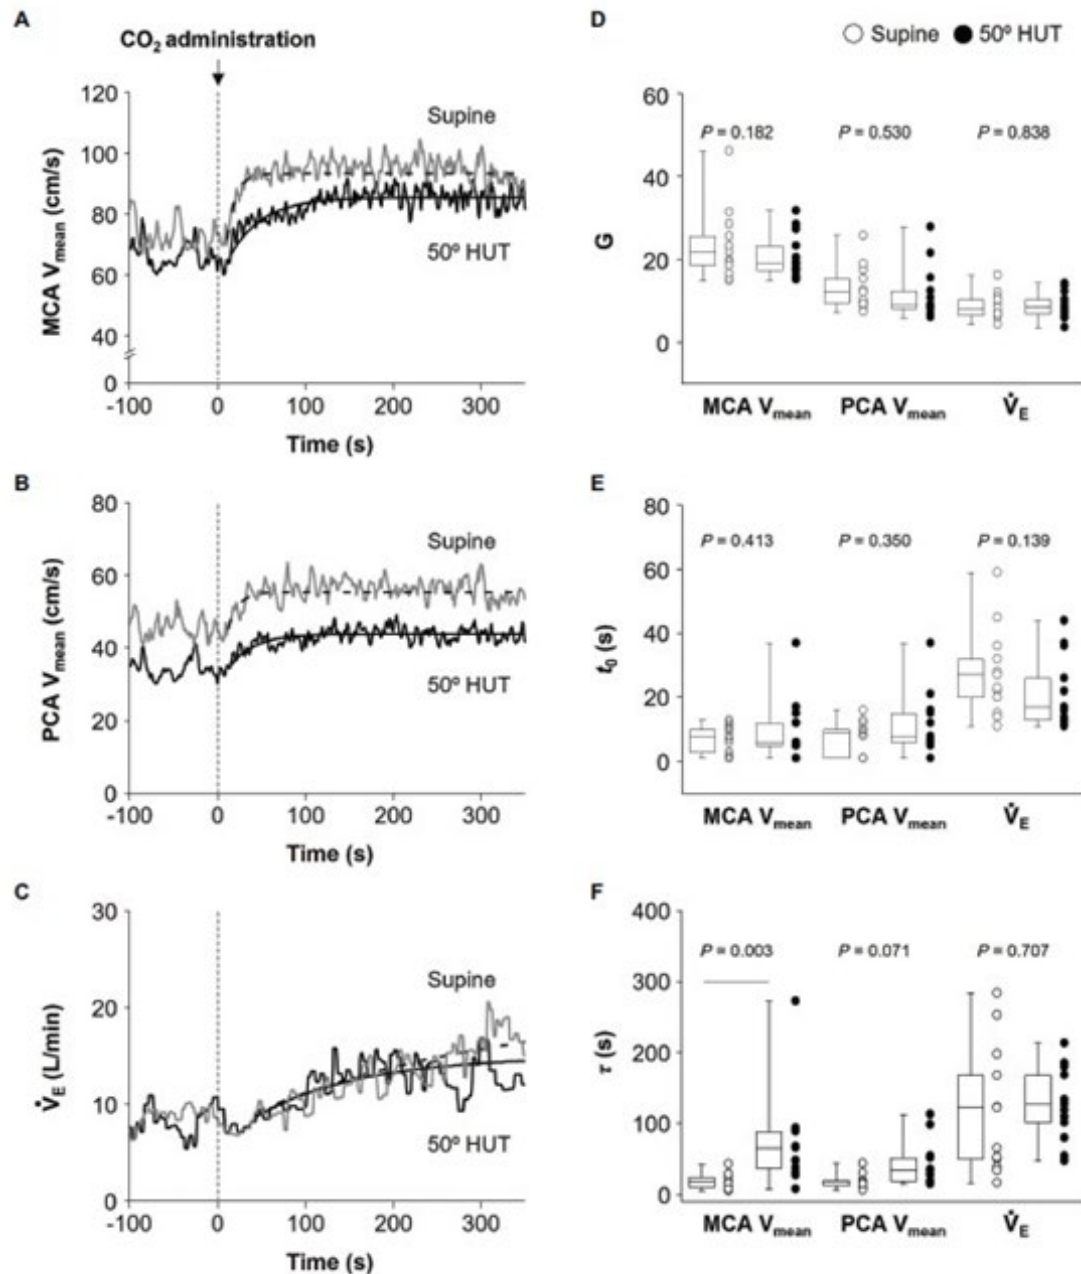 A
CO₂ administration
120
100
80
60
40
0
MCA Vmean (cm/s)
Supine
50º HUT
-100 0 100 200 300
Time (s)
B
80
60
40
20
0
PCA Vmean (cm/s)
Supine
50º HUT
-100 0 100 200 300
Time (s)
C
30
20
10
0
V̇E (L/min)
Supine
50º HUT
-100 0 100 200 300
Time (s)
D
Supine 50º HUT
60
40
20
0
G
P = 0.182 P = 0.530 P = 0.838
MCA Vmean PCA Vmean V̇E
E
80
60
40
20
0
t₀ (s)
P = 0.413 P = 0.350 P = 0.139
MCA Vmean PCA Vmean V̇E
F
400
300
200
100
0
τ (s)
P = 0.003 P = 0.071 P = 0.707
MCA Vmean PCA Vmean V̇E